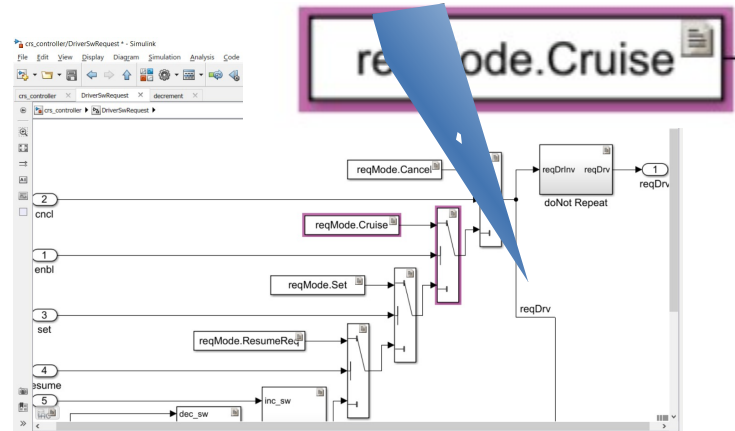 crs_controller/DriverSwRequest * - Simulink
File Edit View Display Diagram Simulation Analysis Code
crs_controller × DriverSwRequest × decrement ×
crs_controller ▶ DriverSwRequest ▶
ode.Cruise
reqMode.Cancel
reqDrInv reqDrv
1
reqDrv
doNot Repeat
2
cncl
reqMode.Cruise
1
enbl
reqMode.Set
reqDrv
3
set
reqMode.ResumeReq
4
esume
5
inc_sw
dec_sw